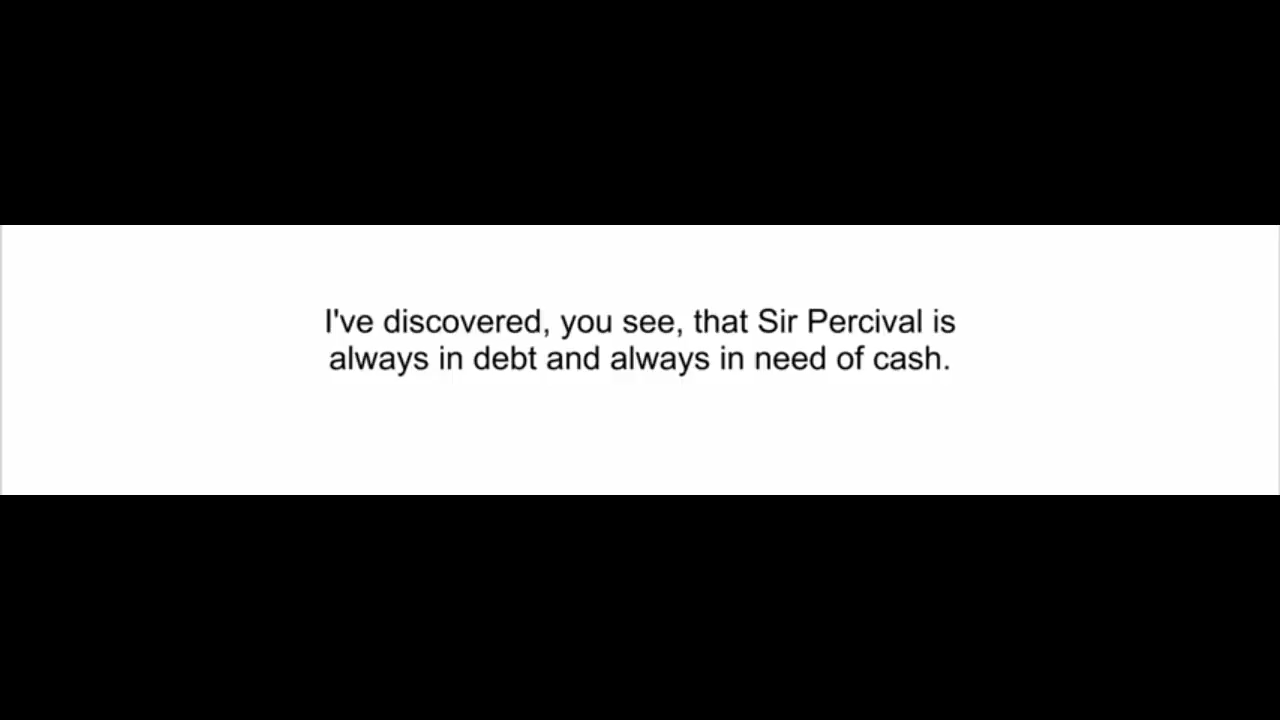 I've discovered, you see, that Sir Percival is
always in debt and always in need of cash.